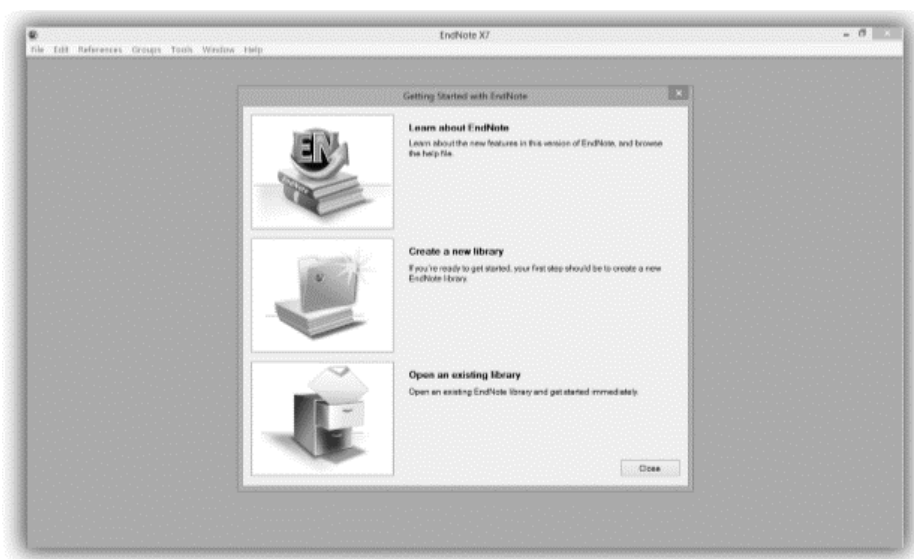 EndNote X7
File Edit References Groups Tools Window Help
Getting Started with EndNote
EN
Learn about EndNote
Learn about the new features in this version of EndNote, and browse
the help file.
Create a new library
If you're ready to get started, your first step should be to create a new
EndNote library.
Open an existing library
Open an existing EndNote library and get started immediately.
Close